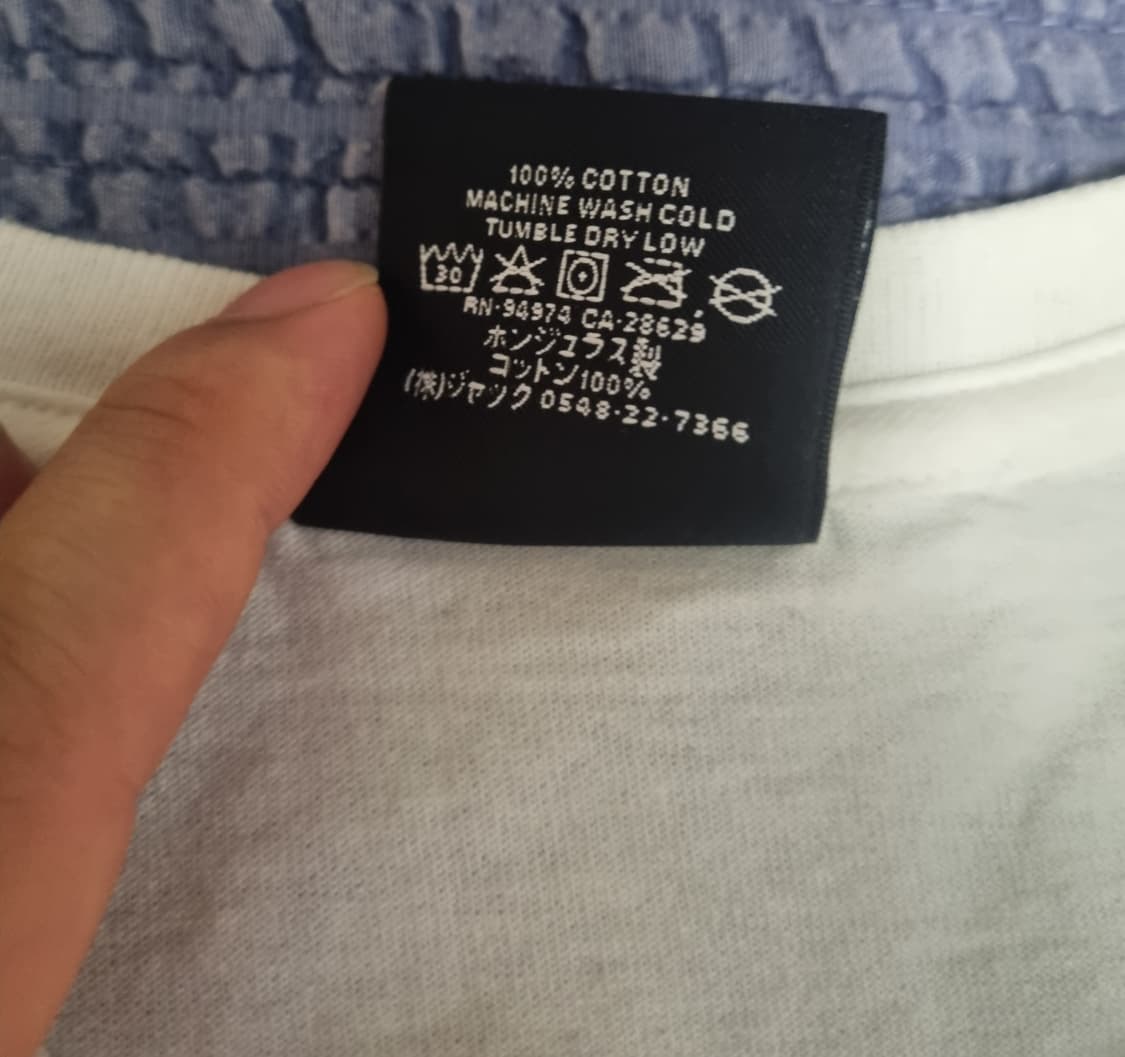 100% COTTON
MACHINE WASH COLD
TUMBLE DRY LOW
30
RN-94974 CA-28629
ホンジュラス製
コットン100%
(株)ジャック 0548-22-7366